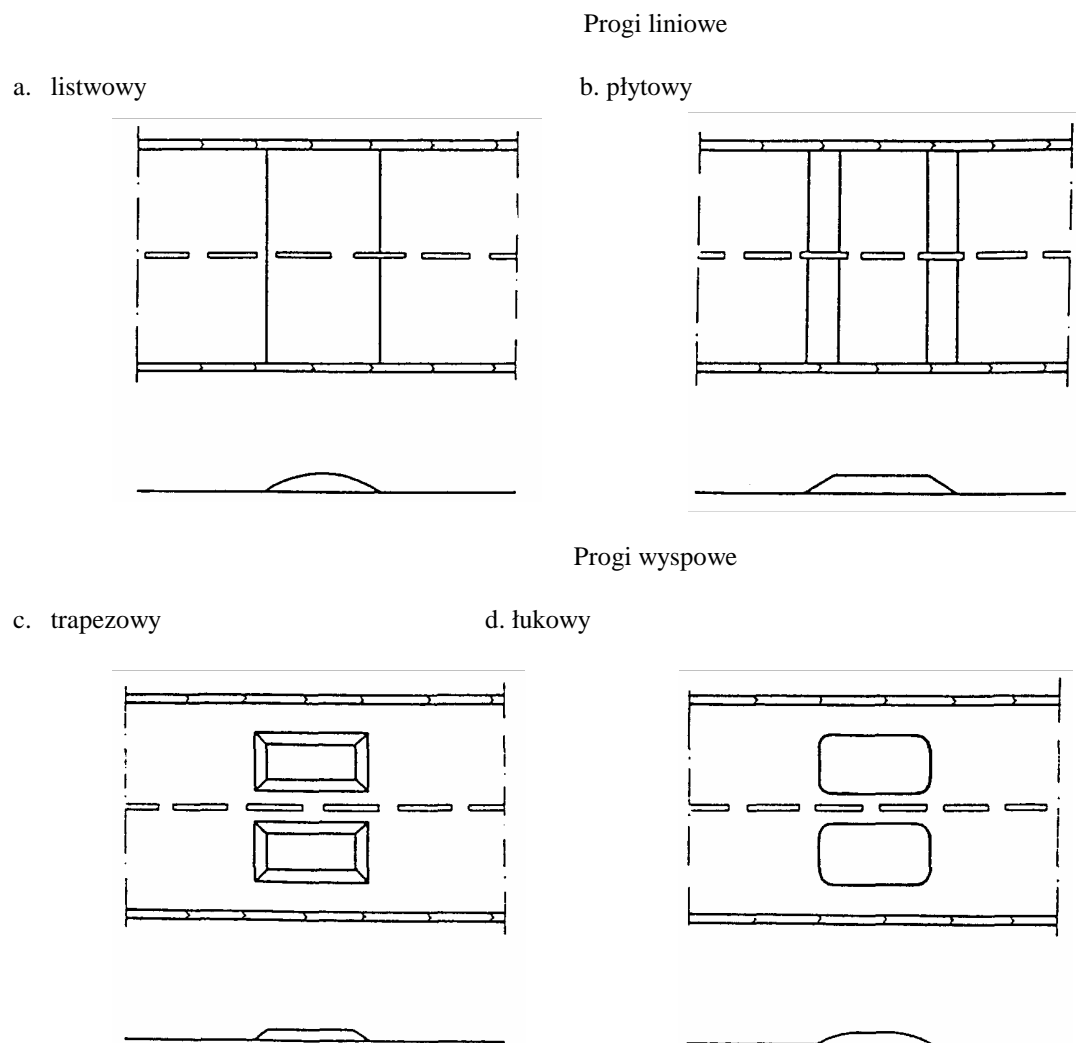 Progi liniowe
a. listwowy
b. płytowy
Progi wyspowe
c. trapezowy
d. łukowy